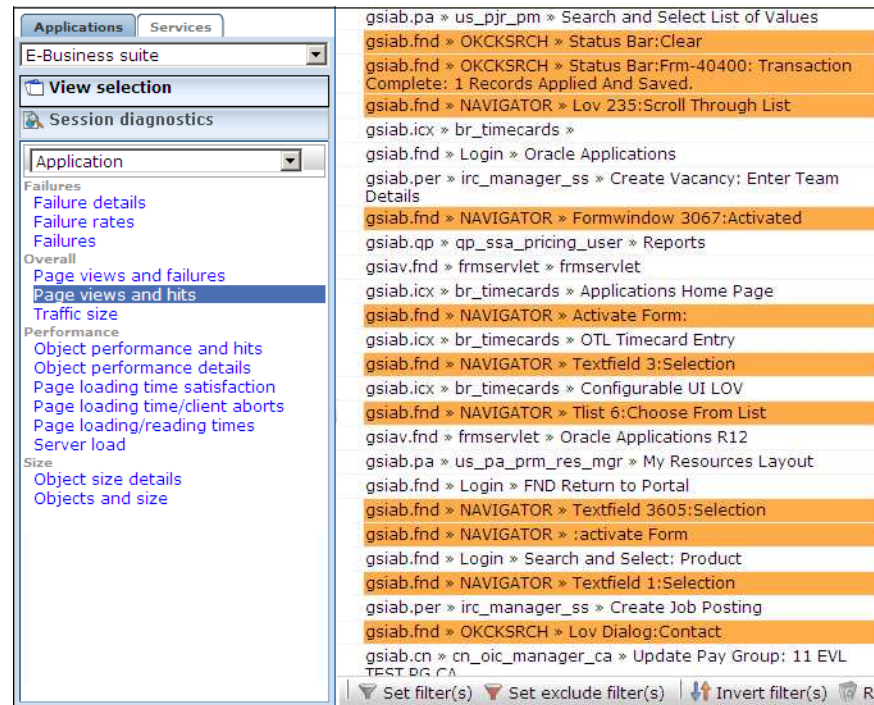 Applications
Services
E-Business suite
View selection
Session diagnostics
Application
Failures
Failure details
Failure rates
Failures
Overall
Page views and failures
Page views and hits
Traffic size
Performance
Object performance and hits
Object performance details
Page loading time satisfaction
Page loading time/client aborts
Page loading/reading times
Server load
Size
Object size details
Objects and size
gsiab.pa » us_pjr_pm » Search and Select List of Values
gsiab.fnd » OKCKSRCH » Status Bar:Clear
gsiab.fnd » OKCKSRCH » Status Bar:Frm-40400: Transaction
Complete: 1 Records Applied And Saved.
gsiab.fnd » NAVIGATOR » Lov 235:Scroll Through List
gsiab.icx » br_timecards »
gsiab.fnd » Login » Oracle Applications
gsiab.per » irc_manager_ss » Create Vacancy: Enter Team
Details
gsiab.fnd » NAVIGATOR » Formwindow 3067:Activated
gsiab.qp » qp_ssa_pricing_user » Reports
gsiav.fnd » frmservlet » frmservlet
gsiab.icx » br_timecards » Applications Home Page
gsiab.fnd » NAVIGATOR » Activate Form:
gsiab.icx » br_timecards » OTL Timecard Entry
gsiab.fnd » NAVIGATOR » Textfield 3:Selection
gsiab.icx » br_timecards » Configurable UI LOV
gsiab.fnd » NAVIGATOR » Tlist 6:Choose From List
gsiav.fnd » frmservlet » Oracle Applications R12
gsiab.pa » us_pa_prm_res_mgr » My Resources Layout
gsiab.fnd » Login » FND Return to Portal
gsiab.fnd » NAVIGATOR » Textfield 3605:Selection
gsiab.fnd » NAVIGATOR » :activate Form
gsiab.fnd » Login » Search and Select: Product
gsiab.fnd » NAVIGATOR » Textfield 1:Selection
gsiab.per » irc_manager_ss » Create Job Posting
gsiab.fnd » OKCKSRCH » Lov Dialog:Contact
gsiab.cn » cn_oic_manager_ca » Update Pay Group: 11 EVL
TEST PG CA
Set filter(s) Set exclude filter(s) Invert filter(s) R